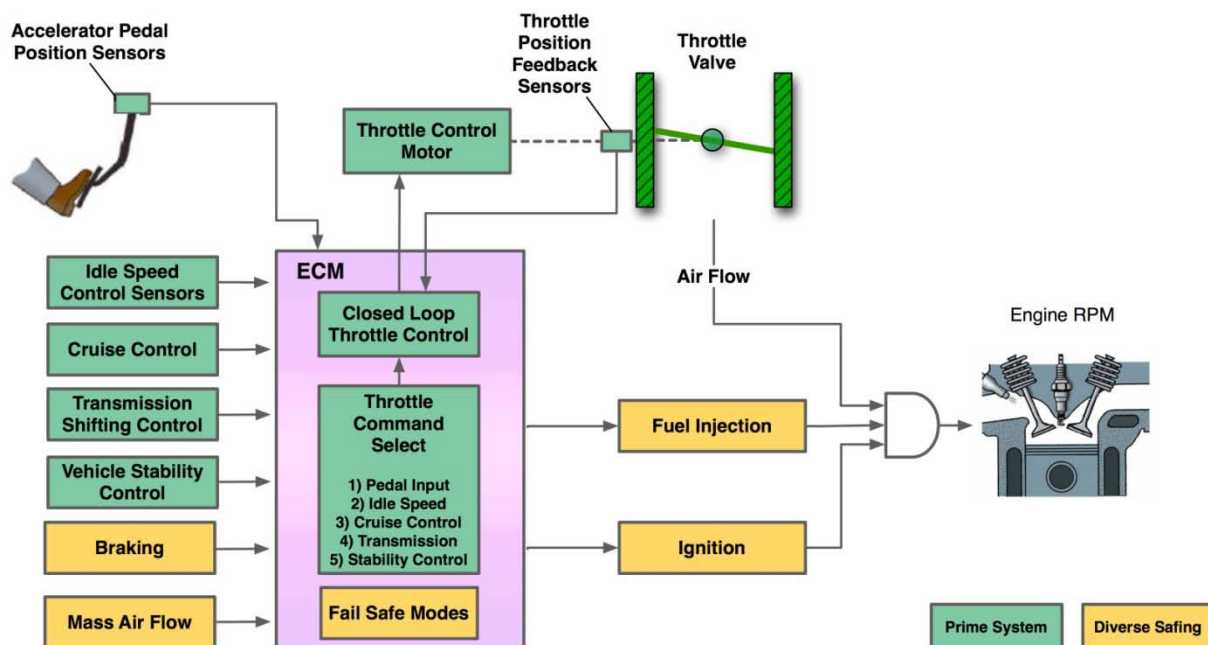 Accelerator Pedal
Position Sensors
Throttle
Position
Feedback
Sensors
Throttle
Valve
Throttle Control
Motor
ECM
Idle Speed
Control Sensors
Closed Loop
Throttle Control
Air Flow
Engine RPM
Cruise Control
Transmission
Shifting Control
Vehicle Stability
Control
Braking
Mass Air Flow
Throttle
Command
Select
1) Pedal Input
2) Idle Speed
3) Cruise Control
4) Transmission
5) Stability Control
Fail Safe Modes
Fuel Injection
Ignition
Prime System
Diverse Safing